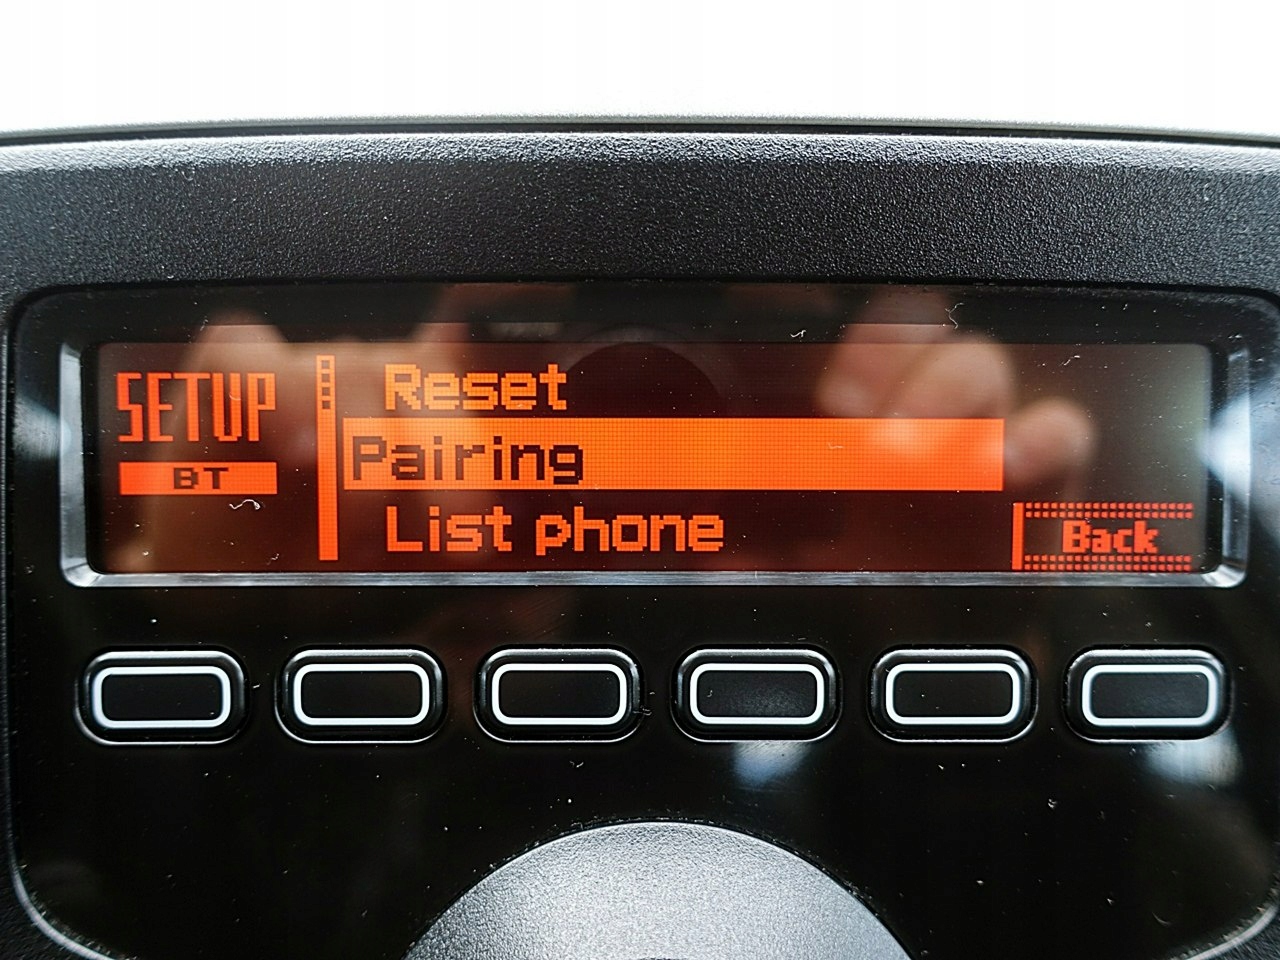 SETUP
BT
Reset
Pairing
List phone
Back